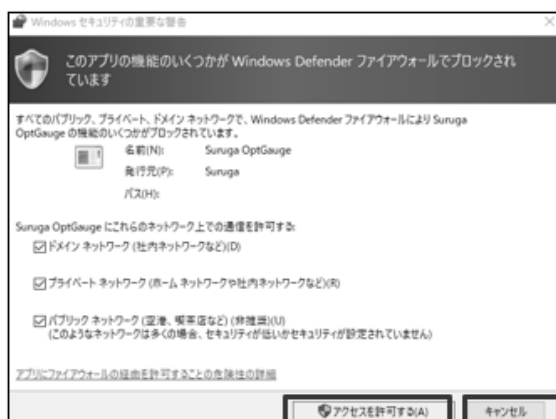 Windows セキュリティの重要な警告
このアプリの機能のいくつかが Windows Defender ファイアウォールでブロックされ
ています
すべてのパブリック、プライベート、ドメイン ネットワークで、Windows Defender ファイアウォールにより Suruga
OptGauge の機能のいくつかがブロックされています。
名前(N): Suruga OptGauge
発行元(P): Suruga
パス(H):
Suruga OptGauge にこれらのネットワーク上での通信を許可する:
ドメイン ネットワーク (社内ネットワークなど)(D)
プライベート ネットワーク (ホーム ネットワークや社内ネットワークなど)(R)
パブリック ネットワーク (空港、喫茶店など) (非推奨)(U)
(このようなネットワークは多くの場合、セキュリティが低いかセキュリティが設定されていません)
アプリにファイアウォールの経由を許可することの危険性の詳細
アクセスを許可する(A) キャンセル